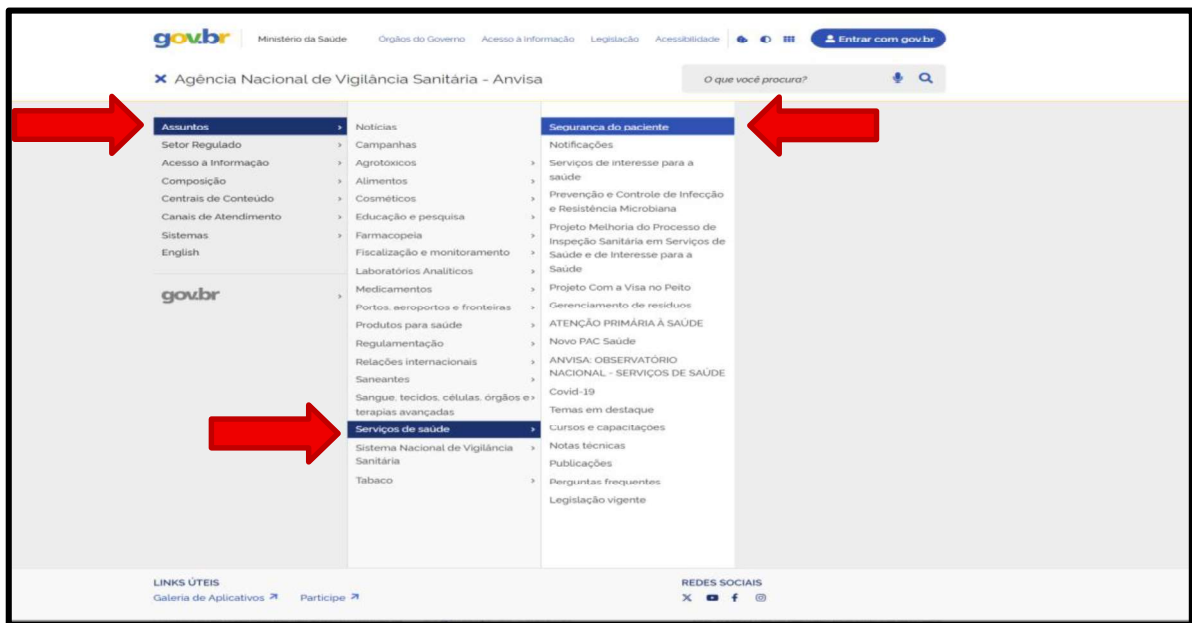 gov.br
Ministério da Saúde
Órgãos do Governo
Acesso à Informação
Legislação
Acessibilidade
Entrar com gov.br
Agência Nacional de Vigilância Sanitária - Anvisa
O que você procura?
Assuntos
Setor Regulado
Acesso à Informação
Composição
Centrais de Conteúdo
Canais de Atendimento
Sistemas
English
gov.br
Notícias
Campanhas
Agrotóxicos
Alimentos
Cosméticos
Educação e pesquisa
Farmacopeia
Fiscalização e monitoramento
Laboratórios Analíticos
Medicamentos
Portos, aeroportos e fronteiras
Produtos para saúde
Regulamentação
Relações internacionais
Saneantes
Sangue, tecidos, células, órgãos e
terapias avançadas
Serviços de saúde
Sistema Nacional de Vigilância
Sanitária
Tabaco
Segurança do paciente
Notificações
Serviços de interesse para a
saúde
Prevenção e Controle de Infecção
e Resistência Microbiana
Projeto Melhoria do Processo de
Inspeção Sanitária em Serviços de
Saúde e de Interesse para a
Saúde
Projeto Com a Visa no Peito
Gerenciamento de resíduos
ATENÇÃO PRIMÁRIA À SAÚDE
Novo PAC Saúde
ANVISA: OBSERVATÓRIO
NACIONAL - SERVIÇOS DE SAÚDE
Covid-19
Temas em destaque
Cursos e capacitações
Notas técnicas
Publicações
Perguntas frequentes
Legislação vigente
LINKS ÚTEIS
Galeria de Aplicativos
Participe
REDES SOCIAIS